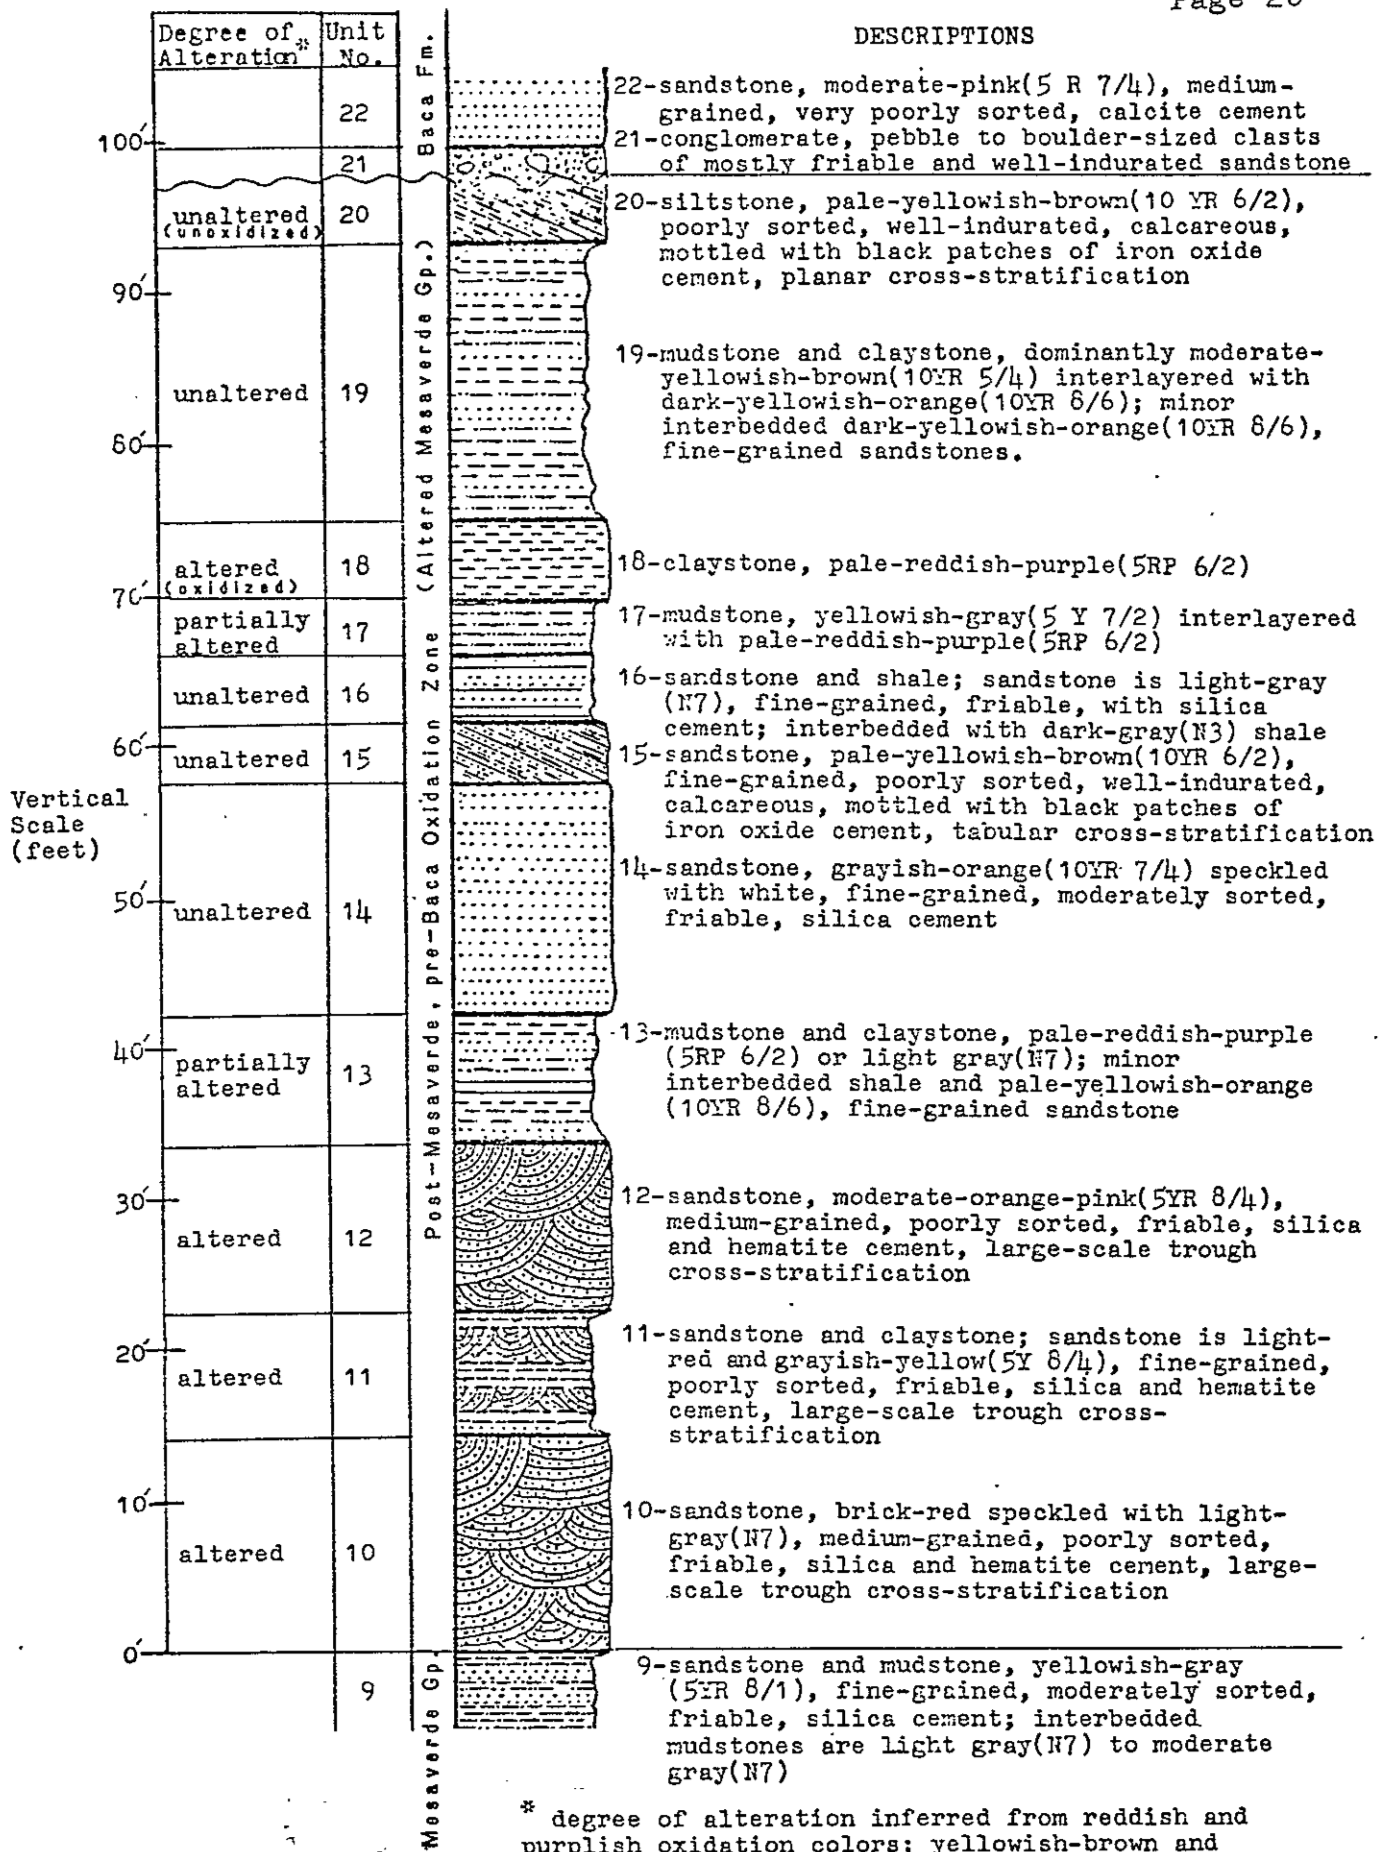 Page 20
Degree of Alteration*
Unit No.
DESCRIPTIONS
Baca Fm.
22
22-sandstone, moderate-pink(5 R 7/4), medium-
grained, very poorly sorted, calcite cement
100′
21
21-conglomerate, pebble to boulder-sized clasts
of mostly friable and well-indurated sandstone
unaltered
(unoxidized)
20
20-siltstone, pale-yellowish-brown(10 YR 6/2),
poorly sorted, well-indurated, calcareous,
mottled with black patches of iron oxide
cement, planar cross-stratification
90′
Post-Mesaverde, pre-Baca Oxidation Zone (Altered Mesaverde Gp.)
unaltered
19
19-mudstone and claystone, dominantly moderate-
yellowish-brown(10YR 5/4) interlayered with
dark-yellowish-orange(10YR 6/6); minor
interbedded dark-yellowish-orange(10YR 8/6),
fine-grained sandstones.
80′
altered
(oxidized)
18
18-claystone, pale-reddish-purple(5RP 6/2)
70′
partially
altered
17
17-mudstone, yellowish-gray(5 Y 7/2) interlayered
with pale-reddish-purple(5RP 6/2)
unaltered
16
16-sandstone and shale; sandstone is light-gray
(N7), fine-grained, friable, with silica
cement; interbedded with dark-gray(N3) shale
60′
unaltered
15
15-sandstone, pale-yellowish-brown(10YR 6/2),
fine-grained, poorly sorted, well-indurated,
calcareous, mottled with black patches of
iron oxide cement, tabular cross-stratification
Vertical
Scale
(feet)
50′
unaltered
14
14-sandstone, grayish-orange(10YR 7/4) speckled
with white, fine-grained, moderately sorted,
friable, silica cement
40′
partially
altered
13
13-mudstone and claystone, pale-reddish-purple
(5RP 6/2) or light gray(N7); minor
interbedded shale and pale-yellowish-orange
(10YR 8/6), fine-grained sandstone
30′
altered
12
12-sandstone, moderate-orange-pink(5YR 8/4),
medium-grained, poorly sorted, friable, silica
and hematite cement, large-scale trough
cross-stratification
20′
altered
11
11-sandstone and claystone; sandstone is light-
red and grayish-yellow(5Y 8/4), fine-grained,
poorly sorted, friable, silica and hematite
cement, large-scale trough cross-
stratification
10′
altered
10
10-sandstone, brick-red speckled with light-
gray(N7), medium-grained, poorly sorted,
friable, silica and hematite cement, large-
scale trough cross-stratification
0′
Mesaverde Gp.
9
9-sandstone and mudstone, yellowish-gray
(5YR 8/1), fine-grained, moderately sorted,
friable, silica cement; interbedded
mudstones are light gray(N7) to moderate
gray(N7)
* degree of alteration inferred from reddish and
purplish oxidation colors; yellowish-brown and